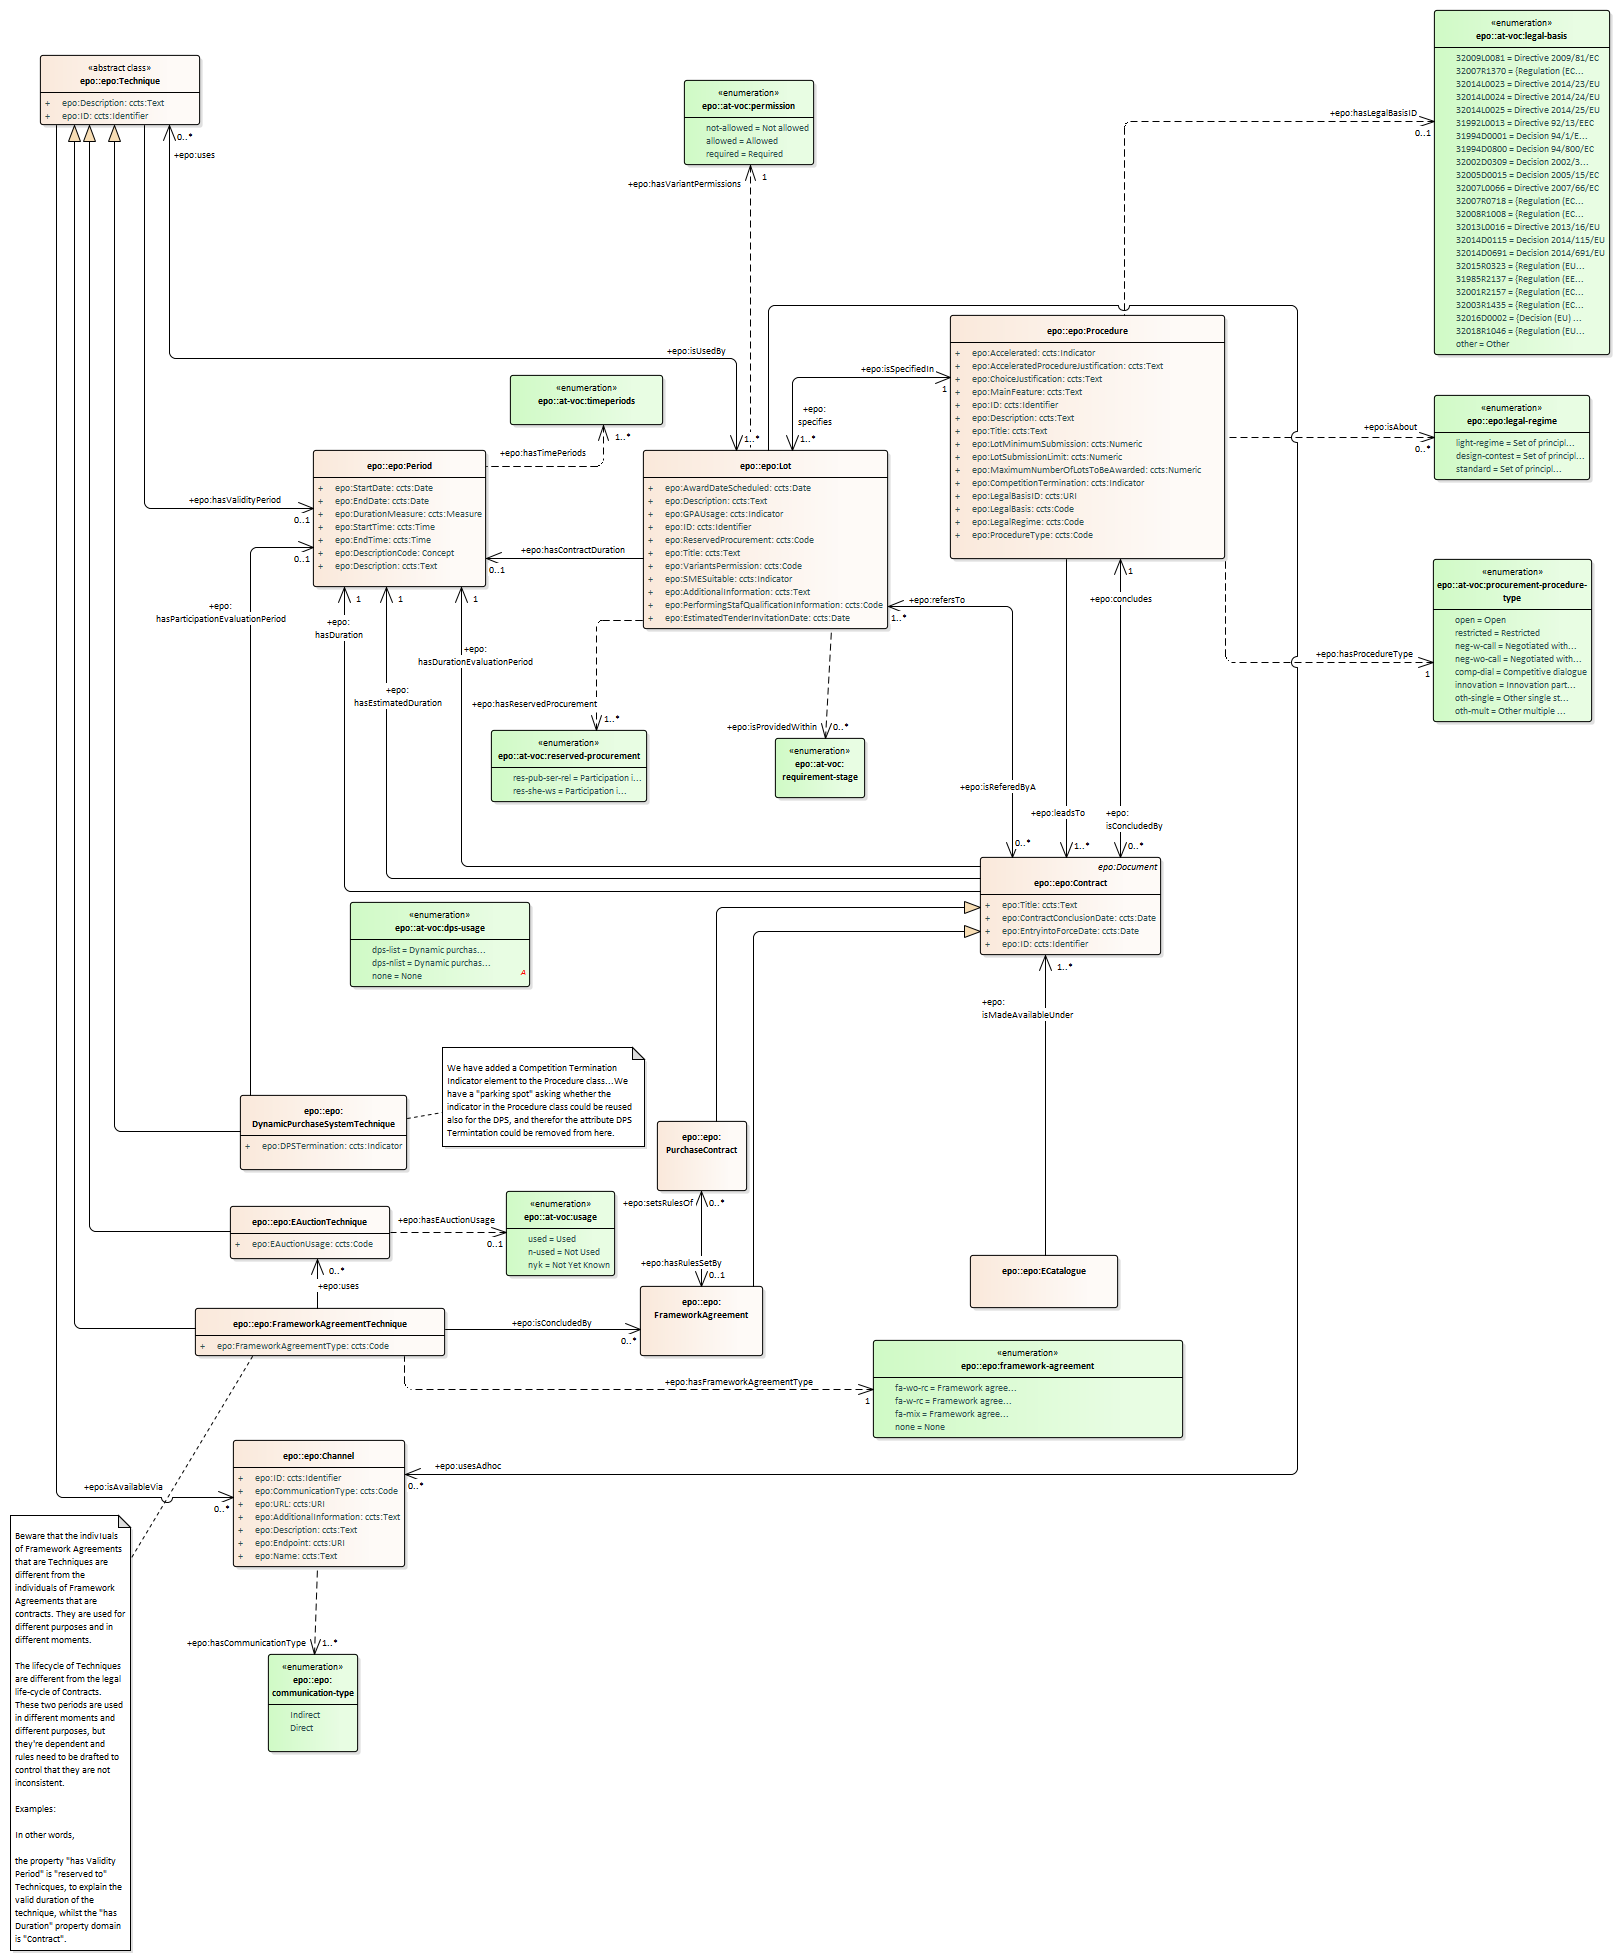 «abstract class»
epo::epo:Technique
+ epo:Description: ccts:Text
+ epo:ID: ccts:Identifier
0..*
+epo:uses
«enumeration»
epo::at-voc:permission
not-allowed = Not allowed
allowed = Allowed
required = Required
+epo:hasVariantPermissions
1
«enumeration»
epo::at-voc:legal-basis
32009L0081 = Directive 2009/81/EC
32007R1370 = {Regulation (EC...
32014L0023 = Directive 2014/23/EU
32014L0024 = Directive 2014/24/EU
32014L0025 = Directive 2014/25/EU
31992L0013 = Directive 92/13/EEC
31994D0001 = Decision 94/1/E...
31994D0800 = Decision 94/800/EC
32002D0309 = Decision 2002/3...
32005D0015 = Decision 2005/15/EC
32007L0066 = Directive 2007/66/EC
32007R0718 = {Regulation (EC...
32008R1008 = {Regulation (EC...
32013L0016 = Directive 2013/16/EU
32014D0115 = Decision 2014/115/EU
32014D0691 = Decision 2014/691/EU
32015R0323 = {Regulation (EU...
31985R2137 = {Regulation (EE...
32001R2157 = {Regulation (EC...
32003R1435 = {Regulation (EC...
32016D0002 = {Decision (EU) ...
32018R1046 = {Regulation (EU...
other = Other
+epo:hasLegalBasisID
0..1
epo::epo:Procedure
+ epo:Accelerated: ccts:Indicator
+ epo:AcceleratedProcedureJustification: ccts:Text
+ epo:ChoiceJustification: ccts:Text
+ epo:MainFeature: ccts:Text
+ epo:ID: ccts:Identifier
+ epo:Description: ccts:Text
+ epo:Title: ccts:Text
+ epo:LotMinimumSubmission: ccts:Numeric
+ epo:LotSubmissionLimit: ccts:Numeric
+ epo:MaximumNumberOfLotsToBeAwarded: ccts:Numeric
+ epo:CompetitionTermination: ccts:Indicator
+ epo:LegalBasisID: ccts:URI
+ epo:LegalBasis: ccts:Code
+ epo:LegalRegime: ccts:Code
+ epo:ProcedureType: ccts:Code
+epo:isUsedBy
1..*
+epo:isSpecifiedIn
1
+epo:
specifies
1..*
«enumeration»
epo::at-voc:timeperiods
1..*
+epo:hasTimePeriods
«enumeration»
epo::epo:legal-regime
light-regime = Set of principl...
design-contest = Set of principl...
standard = Set of principl...
+epo:isAbout
0..*
epo::epo:Period
+ epo:StartDate: ccts:Date
+ epo:EndDate: ccts:Date
+ epo:DurationMeasure: ccts:Measure
+ epo:StartTime: ccts:Time
+ epo:EndTime: ccts:Time
+ epo:DescriptionCode: Concept
+ epo:Description: ccts:Text
+epo:hasValidityPeriod
0..1
0..1
+epo:
hasParticipationEvaluationPeriod
epo::epo:Lot
+ epo:AwardDateScheduled: ccts:Date
+ epo:Description: ccts:Text
+ epo:GPAUsage: ccts:Indicator
+ epo:ID: ccts:Identifier
+ epo:ReservedProcurement: ccts:Code
+ epo:Title: ccts:Text
+ epo:VariantsPermission: ccts:Code
+ epo:SMESuitable: ccts:Indicator
+ epo:AdditionalInformation: ccts:Text
+ epo:PerformingStafQualificationInformation: ccts:Code
+ epo:EstimatedTenderInvitationDate: ccts:Date
+epo:hasContractDuration
0..1
1
+epo:
hasDuration
1
+epo:
hasEstimatedDuration
1
+epo:
hasDurationEvaluationPeriod
+epo:refersTo
1..*
+epo:hasReservedProcurement
1..*
+epo:isProvidedWithin
0..*
«enumeration»
epo::at-voc:reserved-procurement
res-pub-ser-rel = Participation i...
res-she-ws = Participation i...
«enumeration»
epo::at-voc:
requirement-stage
«enumeration»
epo::at-voc:procurement-procedure-
type
open = Open
restricted = Restricted
neg-w-call = Negotiated with...
neg-wo-call = Negotiated with...
comp-dial = Competitive dialogue
innovation = Innovation part...
oth-single = Other single st...
oth-mult = Other multiple ...
+epo:hasProcedureType
1
1
+epo:concludes
+epo:isReferedByA
0..*
+epo:leadsTo
1..*
+epo:
isConcludedBy
0..*
epo:Document
epo::epo:Contract
+ epo:Title: ccts:Text
+ epo:ContractConclusionDate: ccts:Date
+ epo:EntryintoForceDate: ccts:Date
+ epo:ID: ccts:Identifier
1..*
+epo:
isMadeAvailableUnder
«enumeration»
epo::at-voc:dps-usage
dps-list = Dynamic purchas...
dps-nlist = Dynamic purchas...
none = None
A
We have added a Competition Termination
Indicator element to the Procedure class...We
have a "parking spot" asking whether the
indicator in the Procedure class could be reused
also for the DPS, and therefor the attribute DPS
Termintation could be removed from here.
epo::epo:
DynamicPurchaseSystemTechnique
+ epo:DPSTermination: ccts:Indicator
epo::epo:
PurchaseContract
+epo:setsRulesOf
0..*
+epo:hasRulesSetBy
0..1
epo::epo:EAuctionTechnique
+ epo:EAuctionUsage: ccts:Code
+epo:hasEAuctionUsage
0..1
«enumeration»
epo::at-voc:usage
used = Used
n-used = Not Used
nyk = Not Yet Known
0..*
+epo:uses
epo::epo:ECatalogue
epo::epo:
FrameworkAgreement
epo::epo:FrameworkAgreementTechnique
+ epo:FrameworkAgreementType: ccts:Code
+epo:isConcludedBy
0..*
+epo:hasFrameworkAgreementType
1
«enumeration»
epo::epo:framework-agreement
fa-wo-rc = Framework agree...
fa-w-rc = Framework agree...
fa-mix = Framework agree...
none = None
epo::epo:Channel
+ epo:ID: ccts:Identifier
+ epo:CommunicationType: ccts:Code
+ epo:URL: ccts:URI
+ epo:AdditionalInformation: ccts:Text
+ epo:Description: ccts:Text
+ epo:Endpoint: ccts:URI
+ epo:Name: ccts:Text
+epo:usesAdhoc
0..*
+epo:isAvailableVia
0..*
+epo:hasCommunicationType
1..*
«enumeration»
epo::epo:
communication-type
Indirect
Direct
Beware that the indivIuals
of Framework Agreements
that are Techniques are
different from the
individuals of Framework
Agreements that are
contracts. They are used for
different purposes and in
different moments.
The lifecycle of Techniques
are different from the legal
life-cycle of Contracts.
These two periods are used
in different moments and
different purposes, but
they're dependent and
rules need to be drafted to
control that they are not
inconsistent.
Examples:
In other words,
the property "has Validity
Period" is "reserved to"
Technicques, to explain the
valid duration of the
technique, whilst the "has
Duration" property domain
is "Contract".